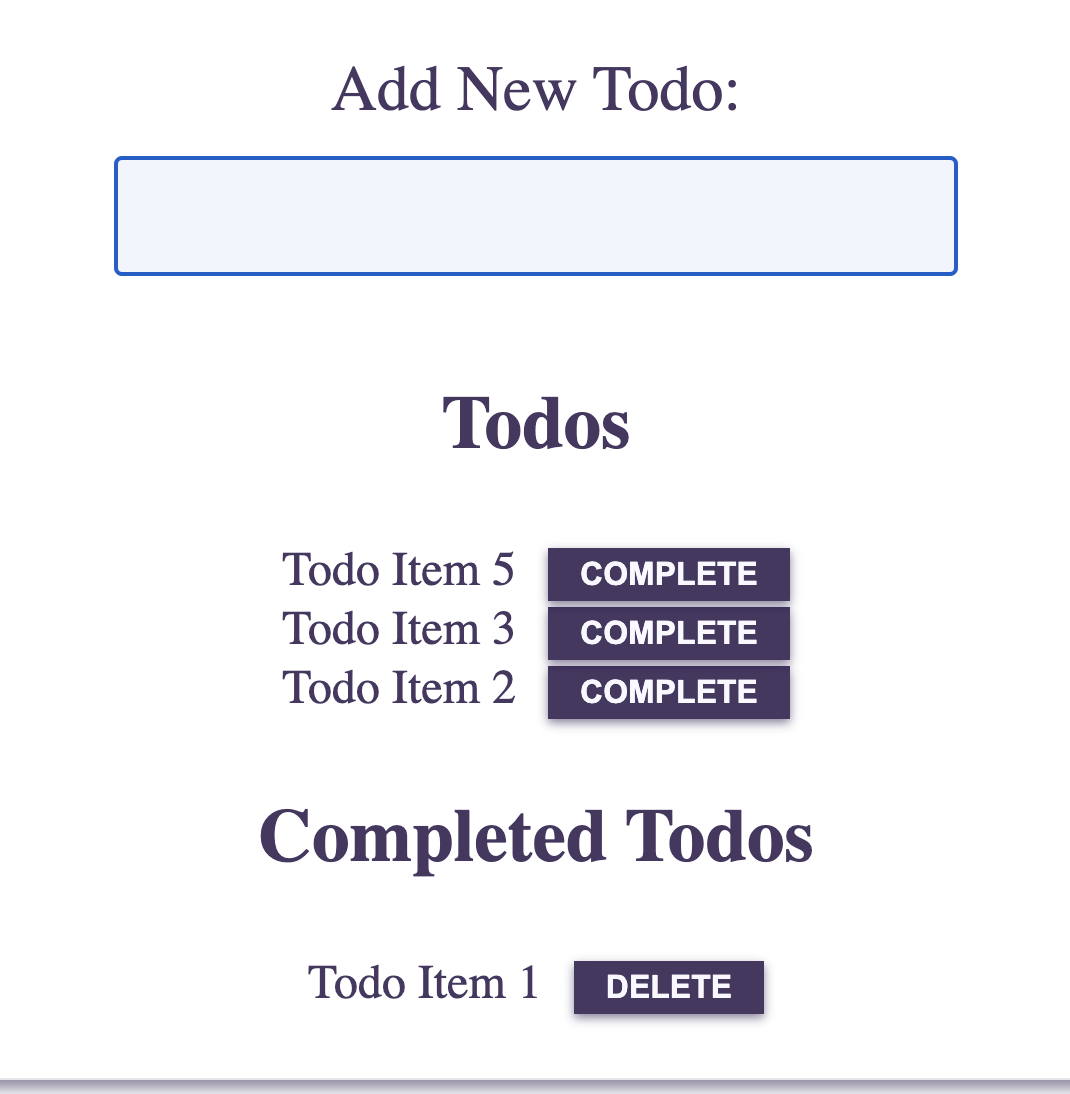 Add New Todo:
Todos
Todo Item 5 COMPLETE
Todo Item 3 COMPLETE
Todo Item 2 COMPLETE
Completed Todos
Todo Item 1 DELETE